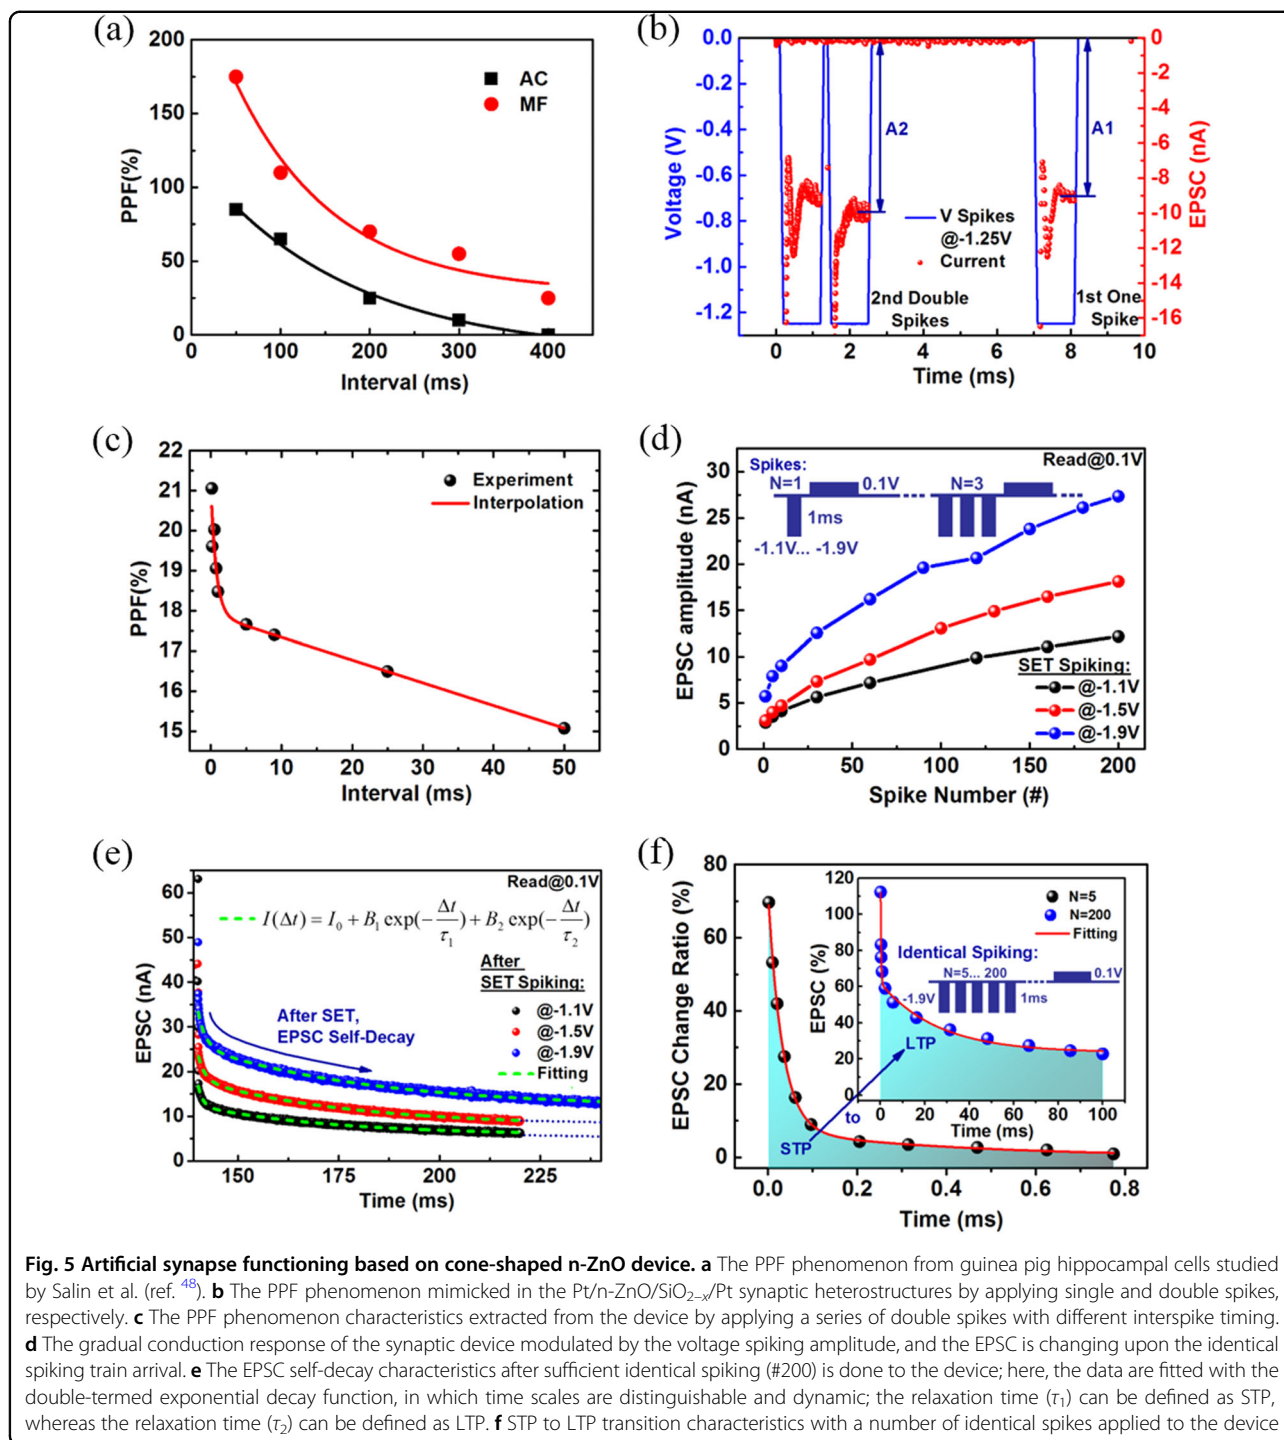 (a)
200
150
100
50
0
PPF(%)
AC
MF
0 100 200 300 400
Interval (ms)
(b)
0.0
-0.2
-0.4
-0.6
-0.8
-1.0
-1.2
Voltage (V)
A2
A1
V Spikes
@-1.25V
Current
2nd Double
Spikes
1st One
Spike
0
-2
-4
-6
-8
-10
-12
-14
-16
EPSC (nA)
0 2 4 6 8 10
Time (ms)
(c)
22
21
20
19
18
17
16
15
PPF(%)
Experiment
Interpolation
0 10 20 30 40 50
Interval (ms)
(d)
30
25
20
15
10
5
0
EPSC amplitude (nA)
Spikes:
N=1
0.1V
N=3
Read@0.1V
1ms
-1.1V... -1.9V
SET Spiking:
@-1.1V
@-1.5V
@-1.9V
0 50 100 150 200
Spike Number (#)
(e)
60
50
40
30
20
10
0
EPSC (nA)
Read@0.1V
I(Δt) = I₀ + B₁ exp(−Δt/τ₁) + B₂ exp(−Δt/τ₂)
After
SET Spiking:
@-1.1V
@-1.5V
@-1.9V
Fitting
After SET,
EPSC Self-Decay
150 175 200 225
Time (ms)
(f)
80
60
40
20
0
EPSC Change Ratio (%)
120
100
80
60
40
20
0
EPSC (%)
N=5
N=200
Fitting
Identical Spiking:
N=5... 200
0.1V
-1.9V
1ms
LTP
to
STP
0 20 40 60 80 100
Time (ms)
0.0 0.2 0.4 0.6 0.8
Time (ms)
Fig. 5 Artificial synapse functioning based on cone-shaped n-ZnO device. a The PPF phenomenon from guinea pig hippocampal cells studied
by Salin et al. (ref. 48). b The PPF phenomenon mimicked in the Pt/n-ZnO/SiO₂₋ₓ/Pt synaptic heterostructures by applying single and double spikes,
respectively. c The PPF phenomenon characteristics extracted from the device by applying a series of double spikes with different interspike timing.
d The gradual conduction response of the synaptic device modulated by the voltage spiking amplitude, and the EPSC is changing upon the identical
spiking train arrival. e The EPSC self-decay characteristics after sufficient identical spiking (#200) is done to the device; here, the data are fitted with the
double-termed exponential decay function, in which time scales are distinguishable and dynamic; the relaxation time (τ₁) can be defined as STP,
whereas the relaxation time (τ₂) can be defined as LTP. f STP to LTP transition characteristics with a number of identical spikes applied to the device